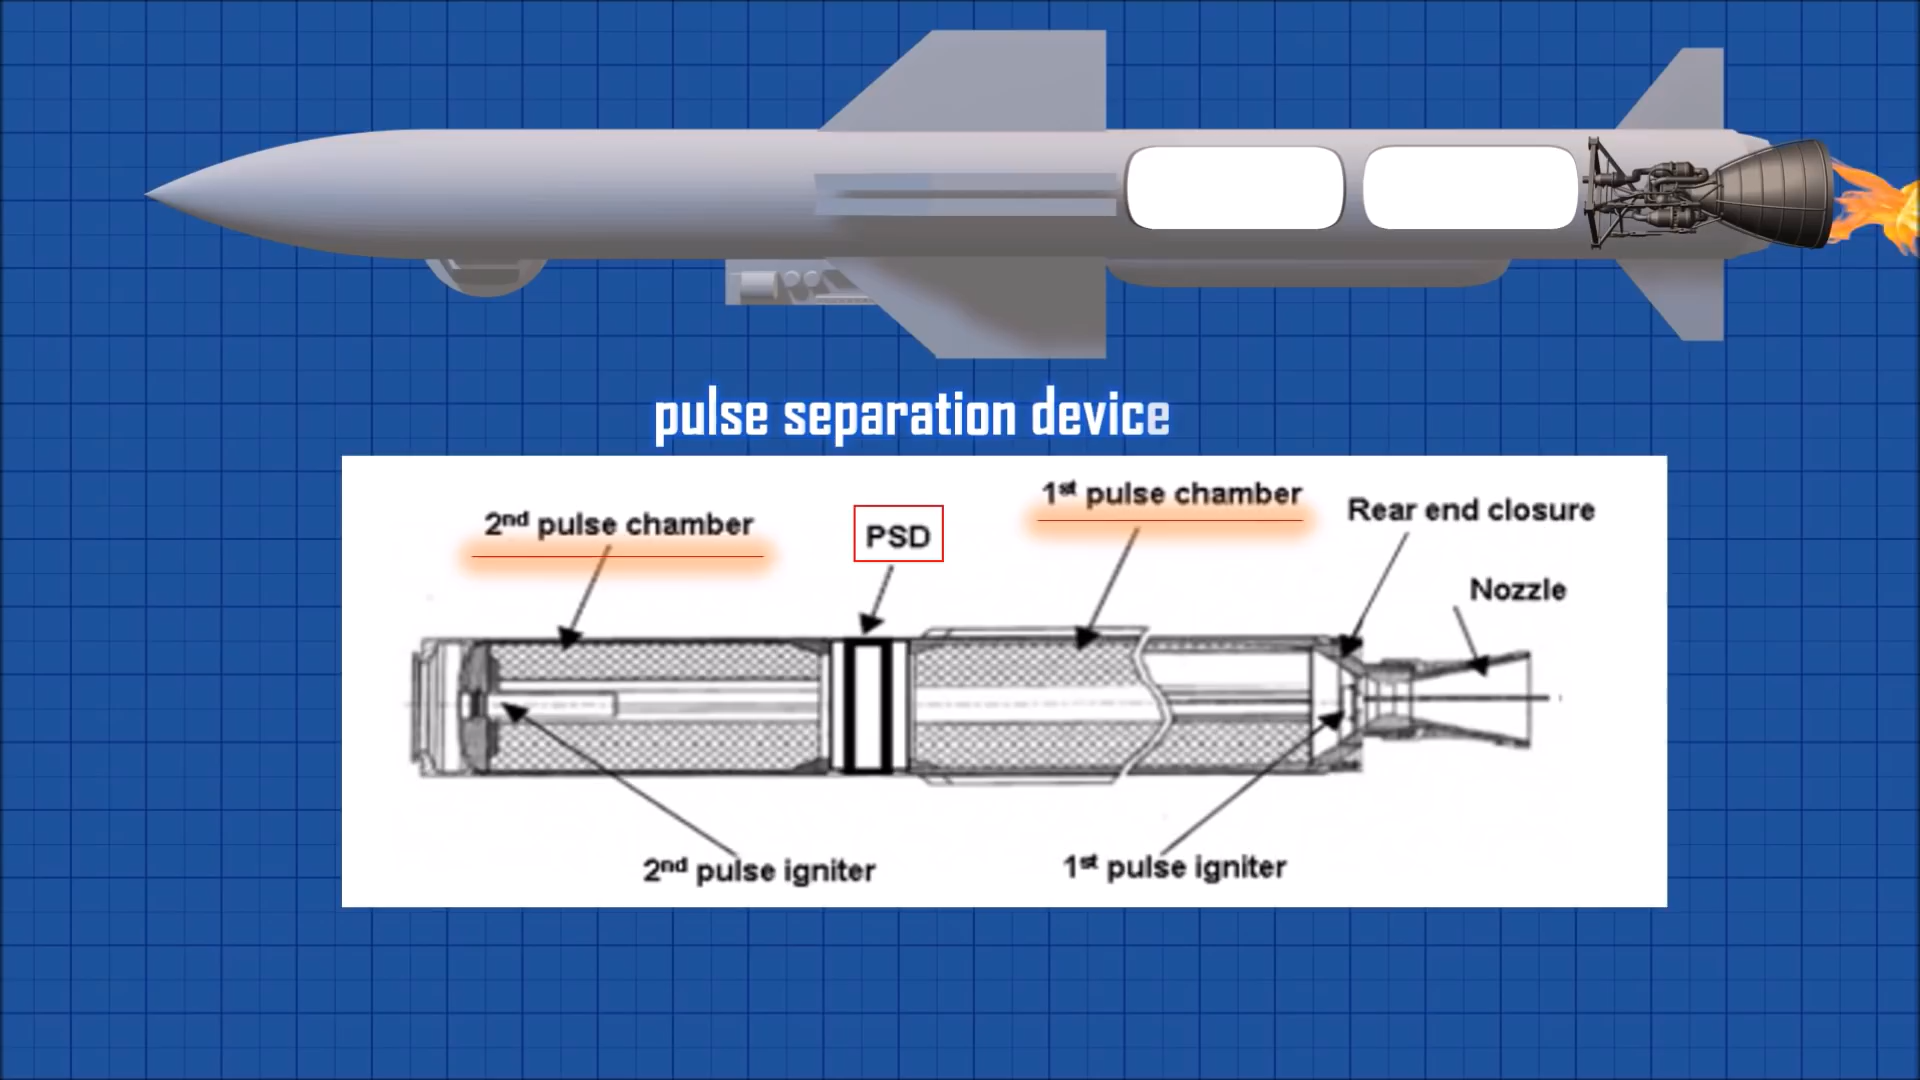 pulse separation device
1st pulse chamber
Rear end closure
2nd pulse chamber
PSD
Nozzle
2nd pulse igniter
1st pulse igniter